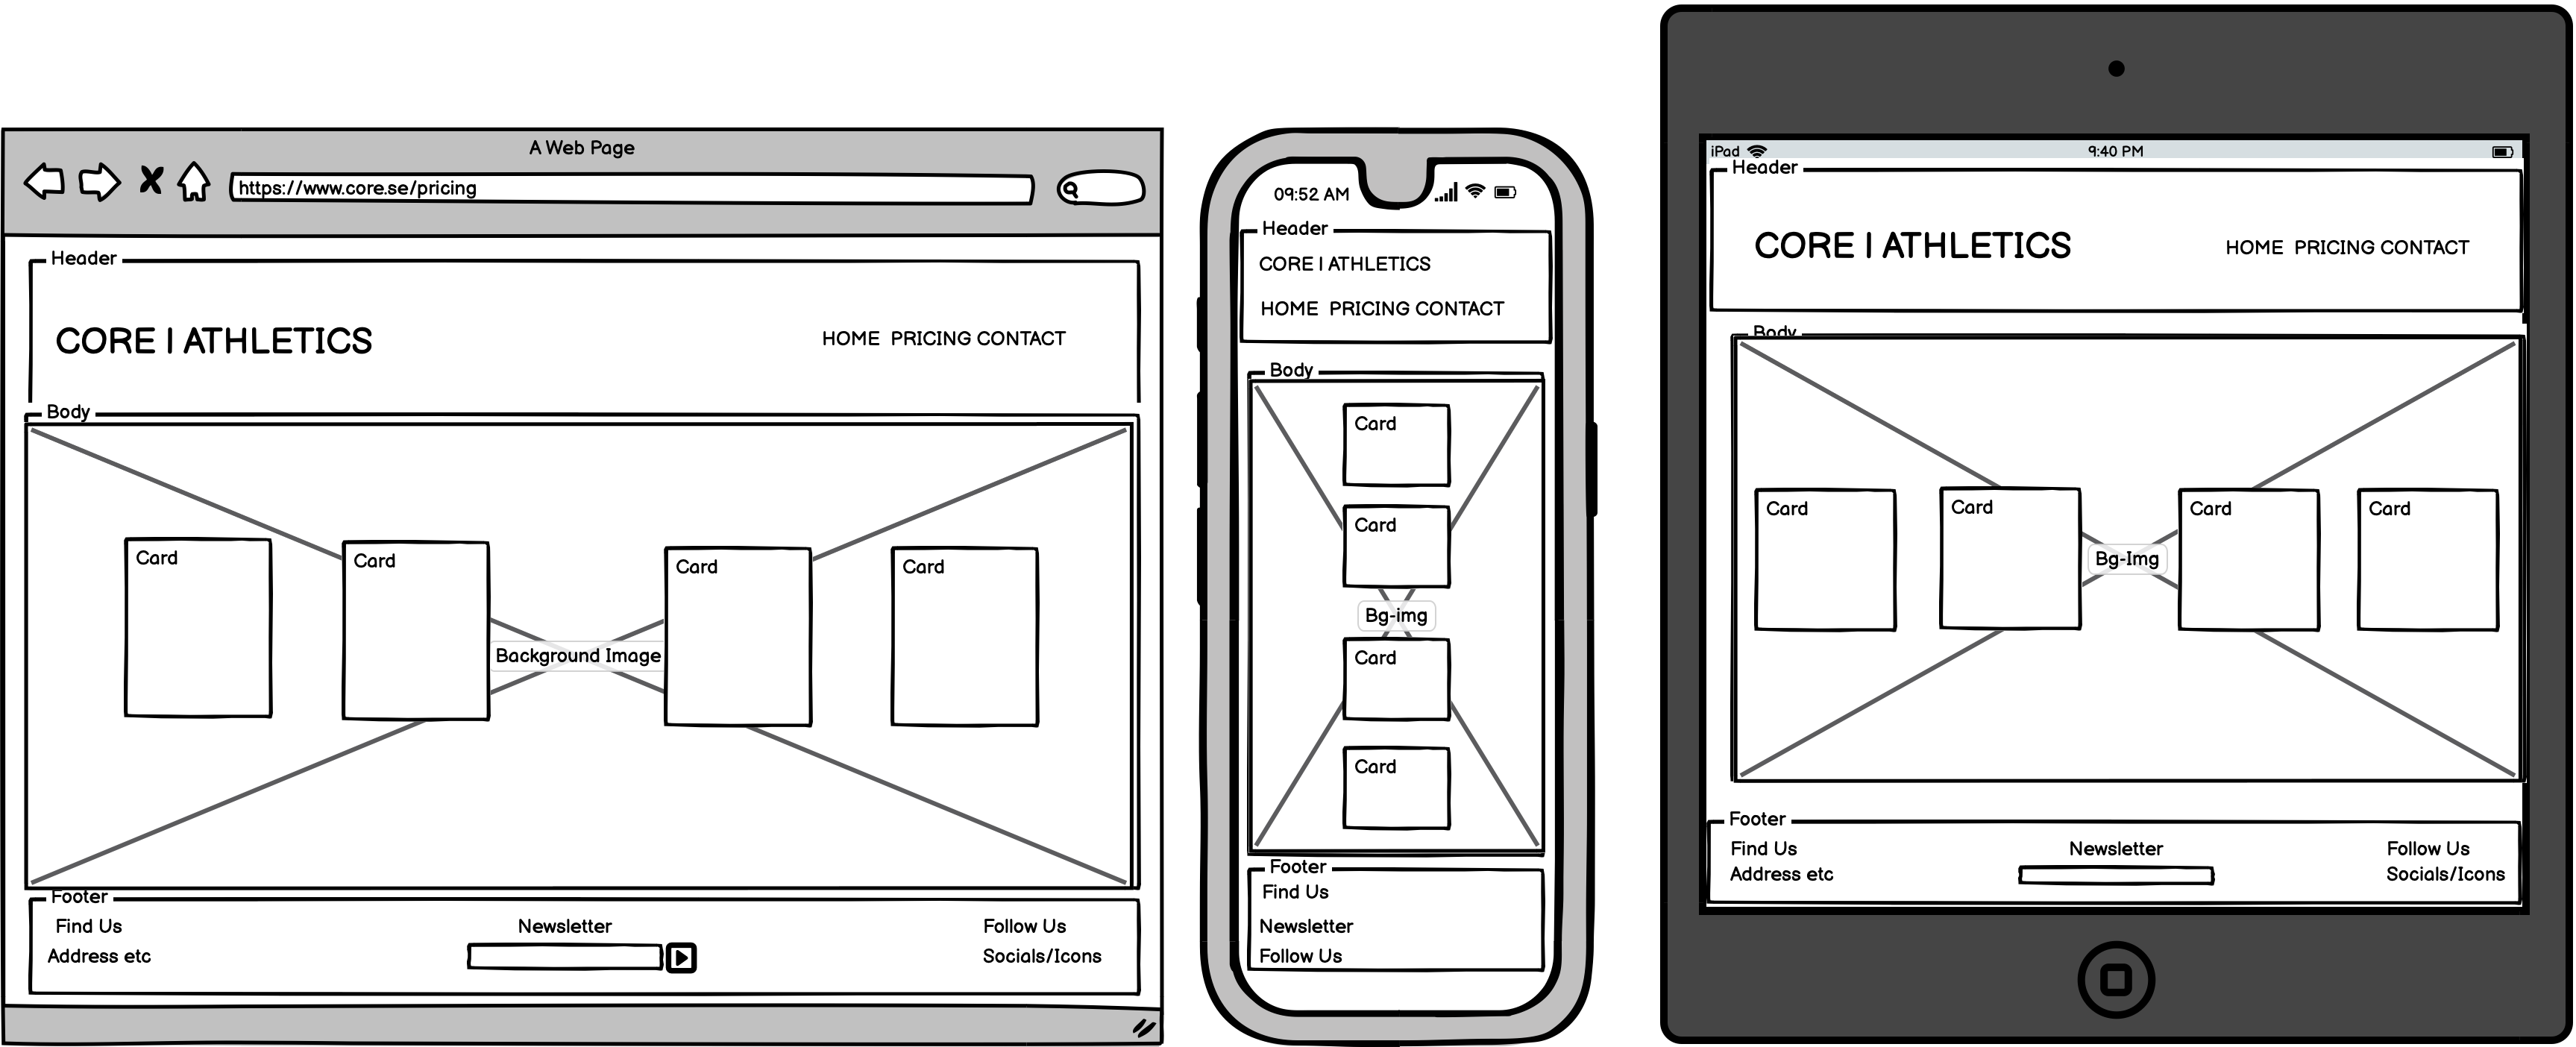 A Web Page
https://www.core.se/pricing
Header
CORE | ATHLETICS
HOME PRICING CONTACT
Body
Card
Card
Card
Card
Background Image
Footer
Find Us
Address etc
Newsletter
Follow Us
Socials/Icons
09:52 AM
Header
CORE | ATHLETICS
HOME PRICING CONTACT
Body
Card
Card
Bg-img
Card
Card
Footer
Find Us
Newsletter
Follow Us
iPad
9:40 PM
Header
CORE | ATHLETICS
HOME PRICING CONTACT
Body
Card
Card
Card
Card
Bg-Img
Footer
Find Us
Address etc
Newsletter
Follow Us
Socials/Icons